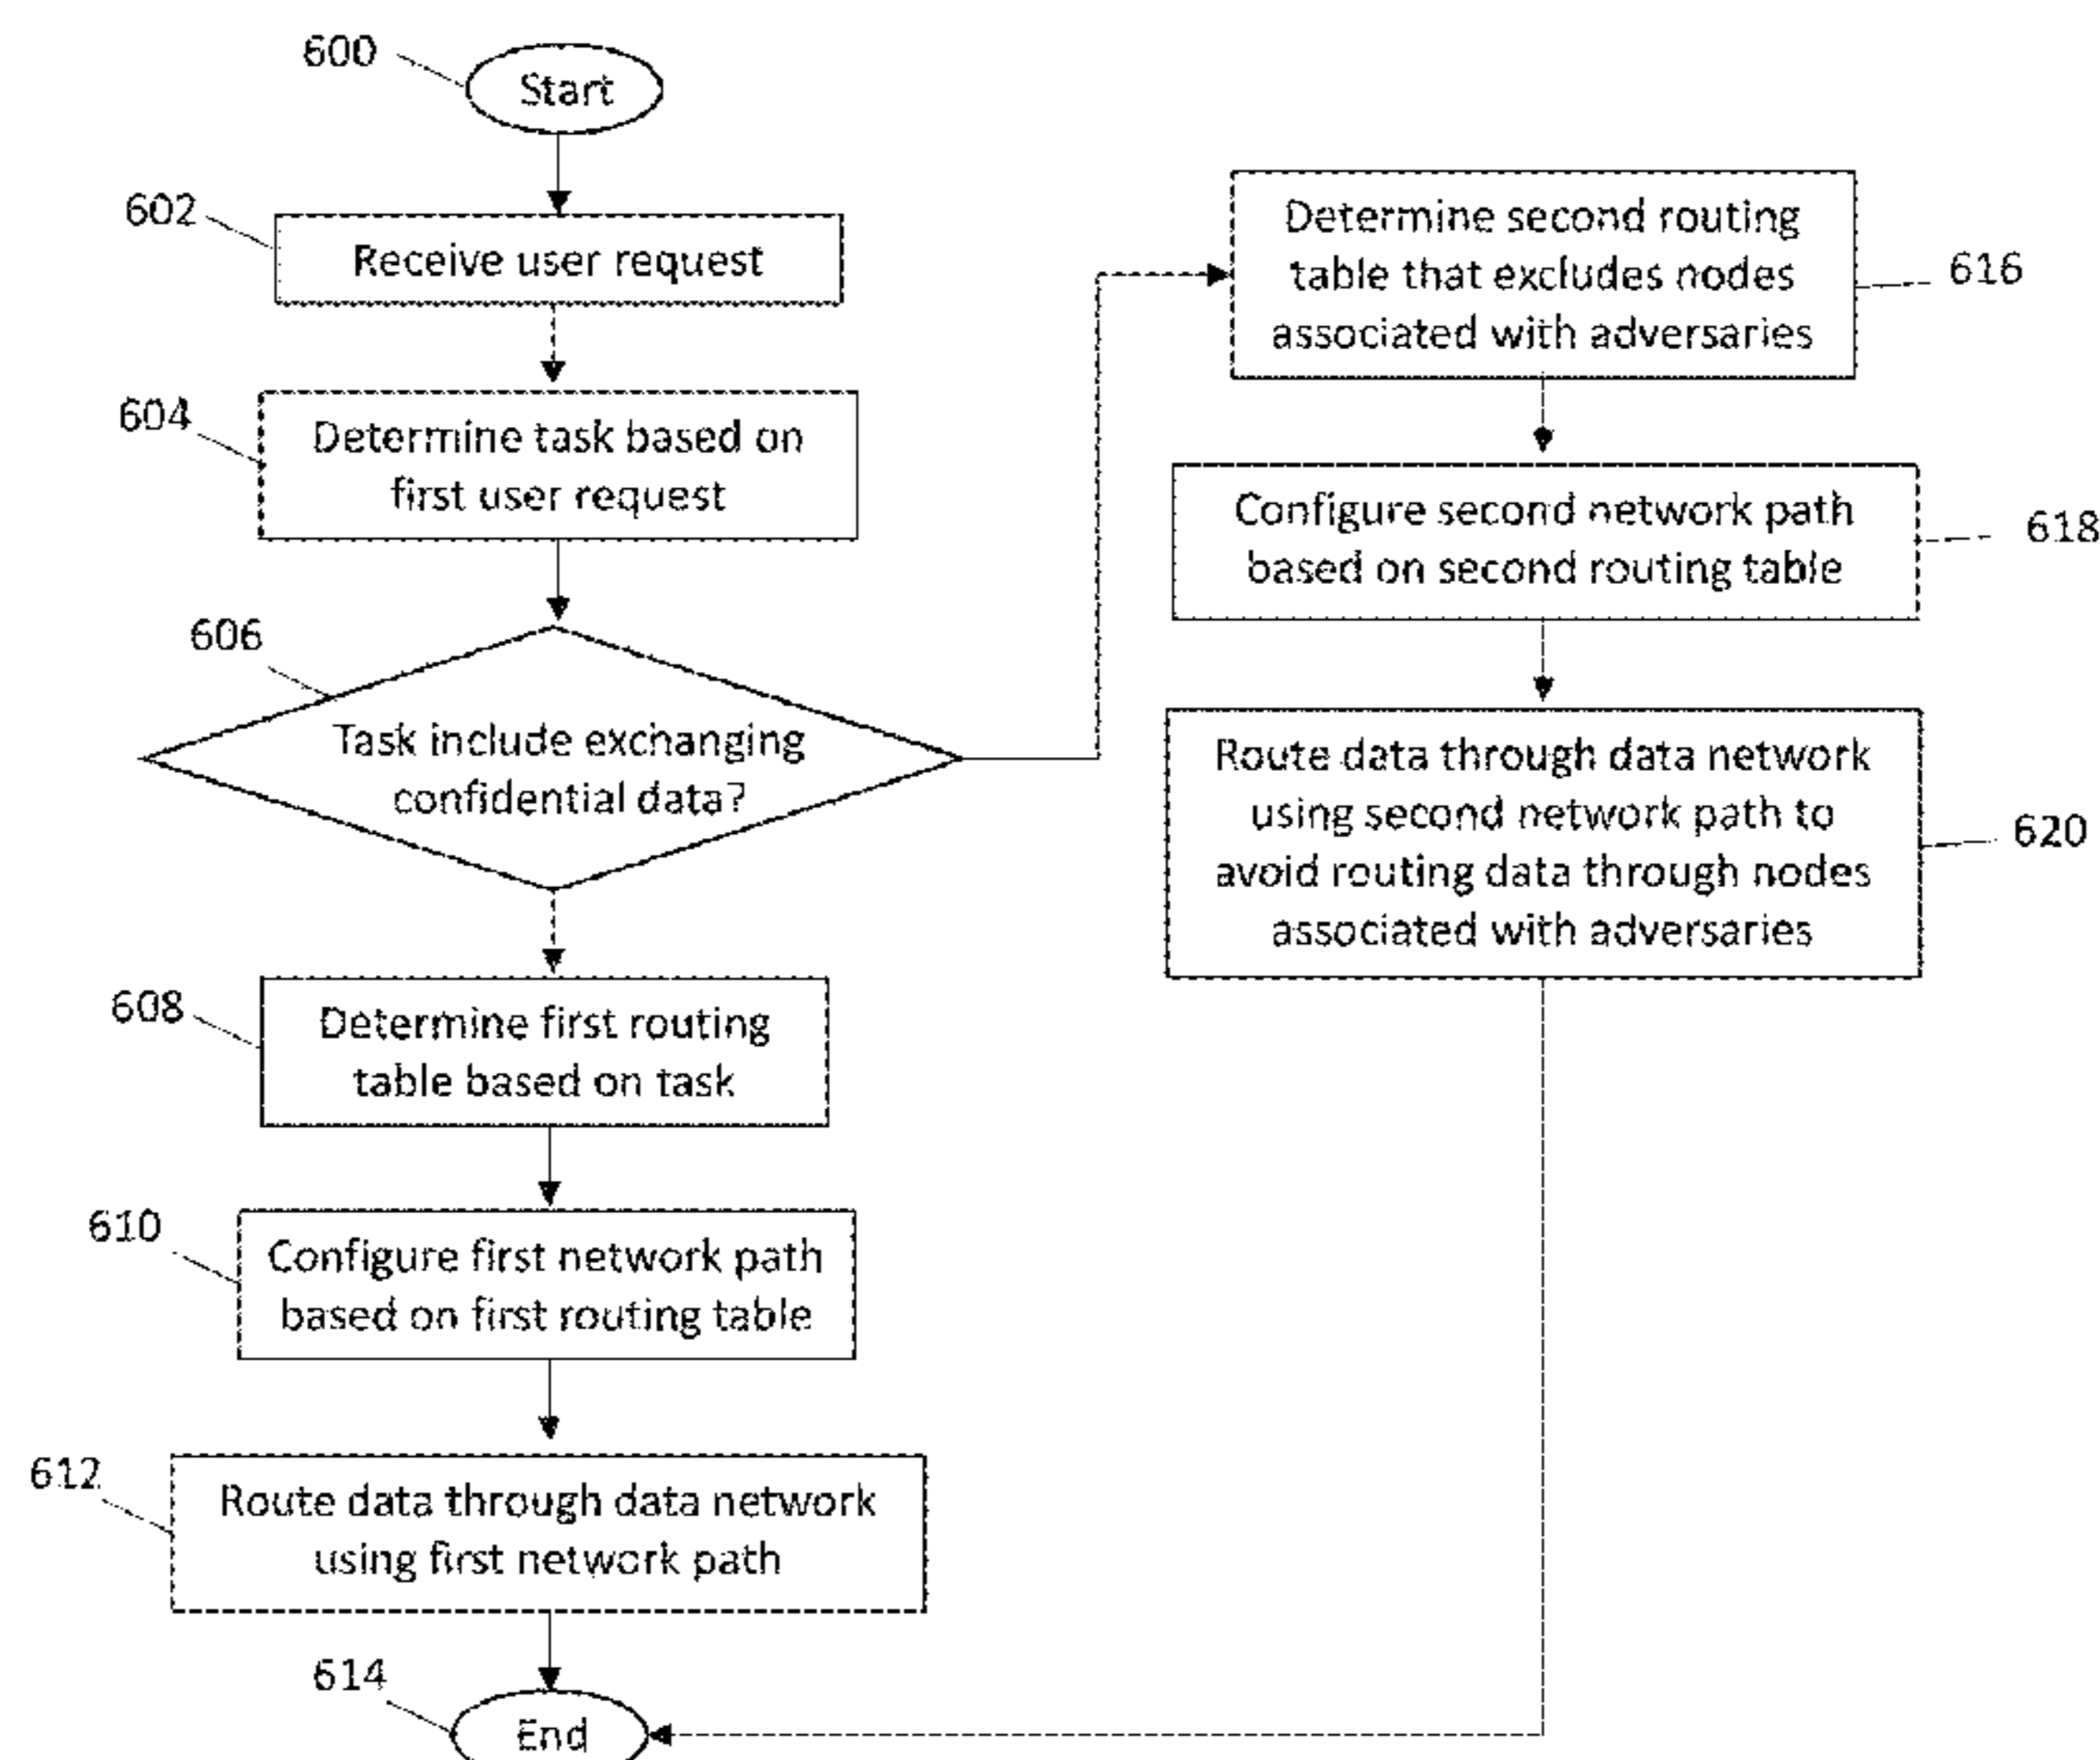 600
Start
602
Receive user request
604
Determine task based on
first user request
606
Task include exchanging
confidential data?
608
Determine first routing
table based on task
610
Configure first network path
based on first routing table
612
Route data through data network
using first network path
614
End
Determine second routing
table that excludes nodes
associated with adversaries
616
Configure second network path
based on second routing table
618
Route data through data network
using second network path to
avoid routing data through nodes
associated with adversaries
620